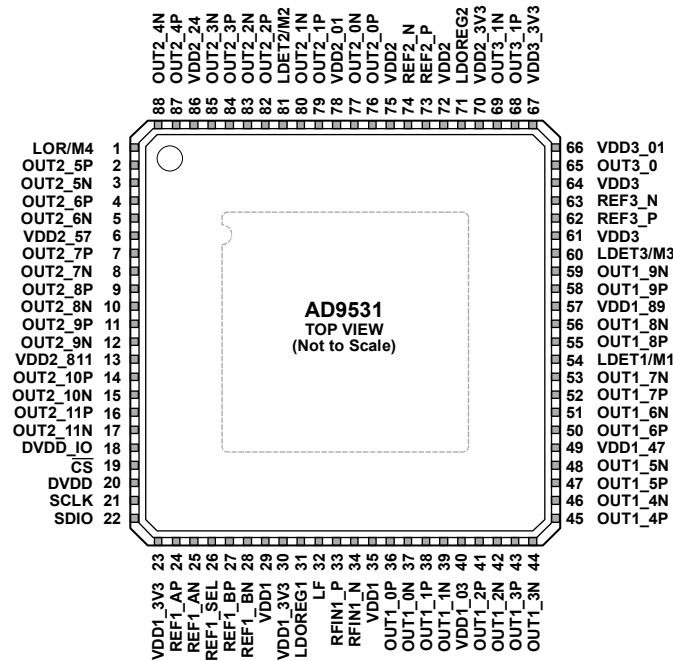 88 OUT2_4N
87 OUT2_4P
86 VDD2_24
85 OUT2_3N
84 OUT2_3P
83 OUT2_2N
82 OUT2_2P
81 LDET2/M2
80 OUT2_1N
79 OUT2_1P
78 VDD2_01
77 OUT2_0N
76 OUT2_0P
75 VDD2
74 REF2_N
73 REF2_P
72 VDD2
71 LDOREG2
70 VDD2_3V3
69 OUT3_1N
68 OUT3_1P
67 VDD3_3V3
LOR/M4 1
OUT2_5P 2
OUT2_5N 3
OUT2_6P 4
OUT2_6N 5
VDD2_57 6
OUT2_7P 7
OUT2_7N 8
OUT2_8P 9
OUT2_8N 10
OUT2_9P 11
OUT2_9N 12
VDD2_811 13
OUT2_10P 14
OUT2_10N 15
OUT2_11P 16
OUT2_11N 17
DVDD_IO 18
CS 19
DVDD 20
SCLK 21
SDIO 22
AD9531
TOP VIEW
(Not to Scale)
66 VDD3_01
65 OUT3_0
64 VDD3
63 REF3_N
62 REF3_P
61 VDD3
60 LDET3/M3
59 OUT1_9N
58 OUT1_9P
57 VDD1_89
56 OUT1_8N
55 OUT1_8P
54 LDET1/M1
53 OUT1_7N
52 OUT1_7P
51 OUT1_6N
50 OUT1_6P
49 VDD1_47
48 OUT1_5N
47 OUT1_5P
46 OUT1_4N
45 OUT1_4P
VDD1_3V3 23
REF1_AP 24
REF1_AN 25
REF1_SEL 26
REF1_BP 27
REF1_BN 28
VDD1 29
VDD1_3V3 30
LDOREG1 31
LF 32
RFIN1_P 33
RFIN1_N 34
VDD1 35
OUT1_0P 36
OUT1_0N 37
OUT1_1P 38
OUT1_1N 39
VDD1_03 40
OUT1_2P 41
OUT1_2N 42
OUT1_3P 43
OUT1_3N 44